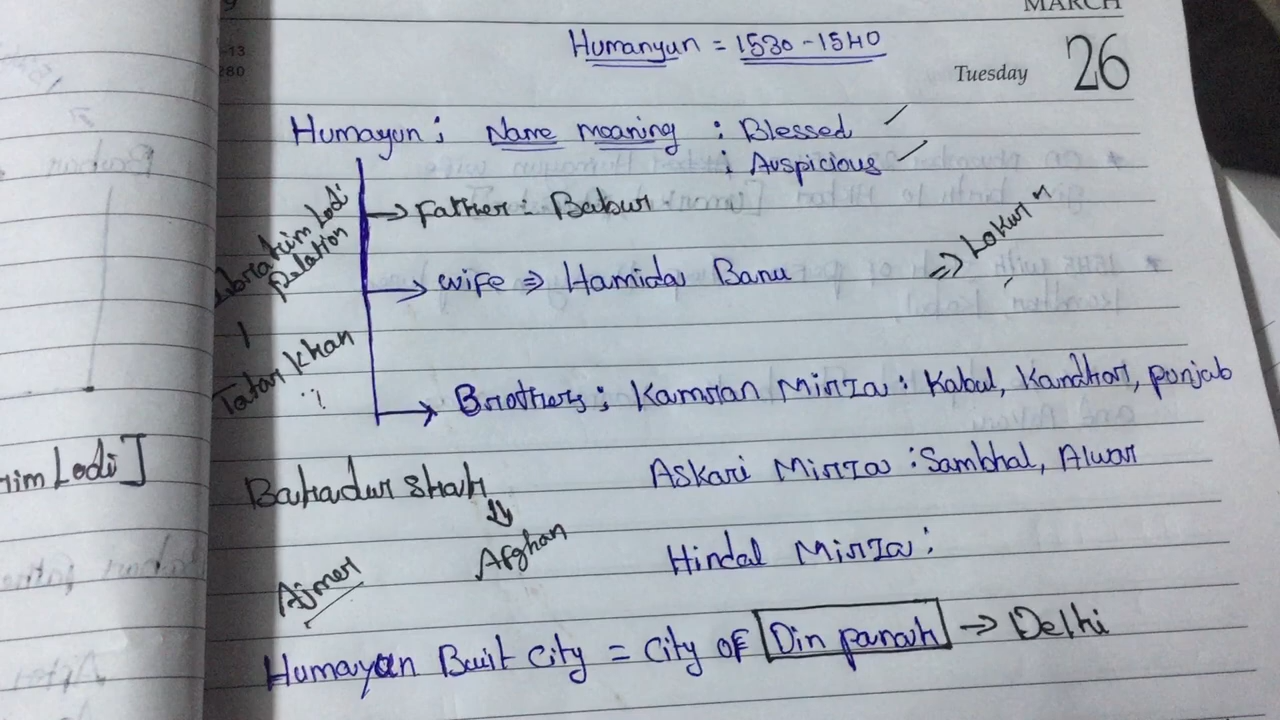 MARCH
Tuesday 26
-13
280
Humanyun = 1530 - 1540
Humayun ; Name meaning : Blessed
; Auspicious
→ Father : Babur
Ibrahim Lodi
Relation
Tatar Khan
→ wife ⇒ Hamida Banu
→ Brothers ; Kamran Mirza : Kabul, Kandhar, punjab
Askari Mirza : Sambhal, Alwar
rim Lodi]
Bahadur Shah
Afghan
Hindal Mirza :
Ajmer
Humayun Buit City = City of Din panah → Delhi